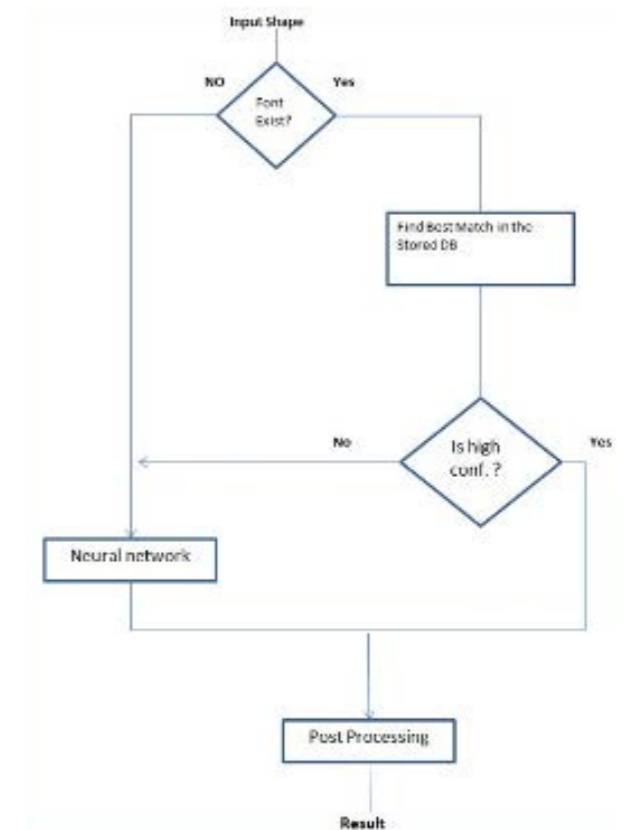 Input Shape
NO
Yes
Font
Exist?
Find Best Match in the
Stored DB
No
Is high
conf. ?
Yes
Neural network
Post Processing
Result